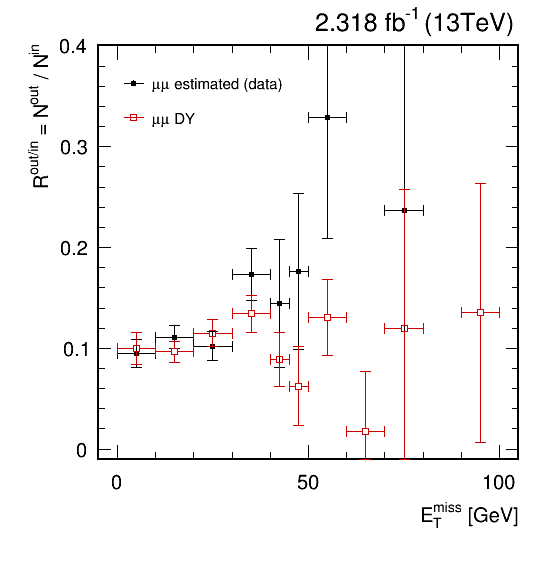 2.318 fb⁻¹ (13TeV)
R^out/in = N^out / N^in
0.4
0.3
0.2
0.1
0
μμ estimated (data)
μμ DY
0
50
100
E_T^miss [GeV]